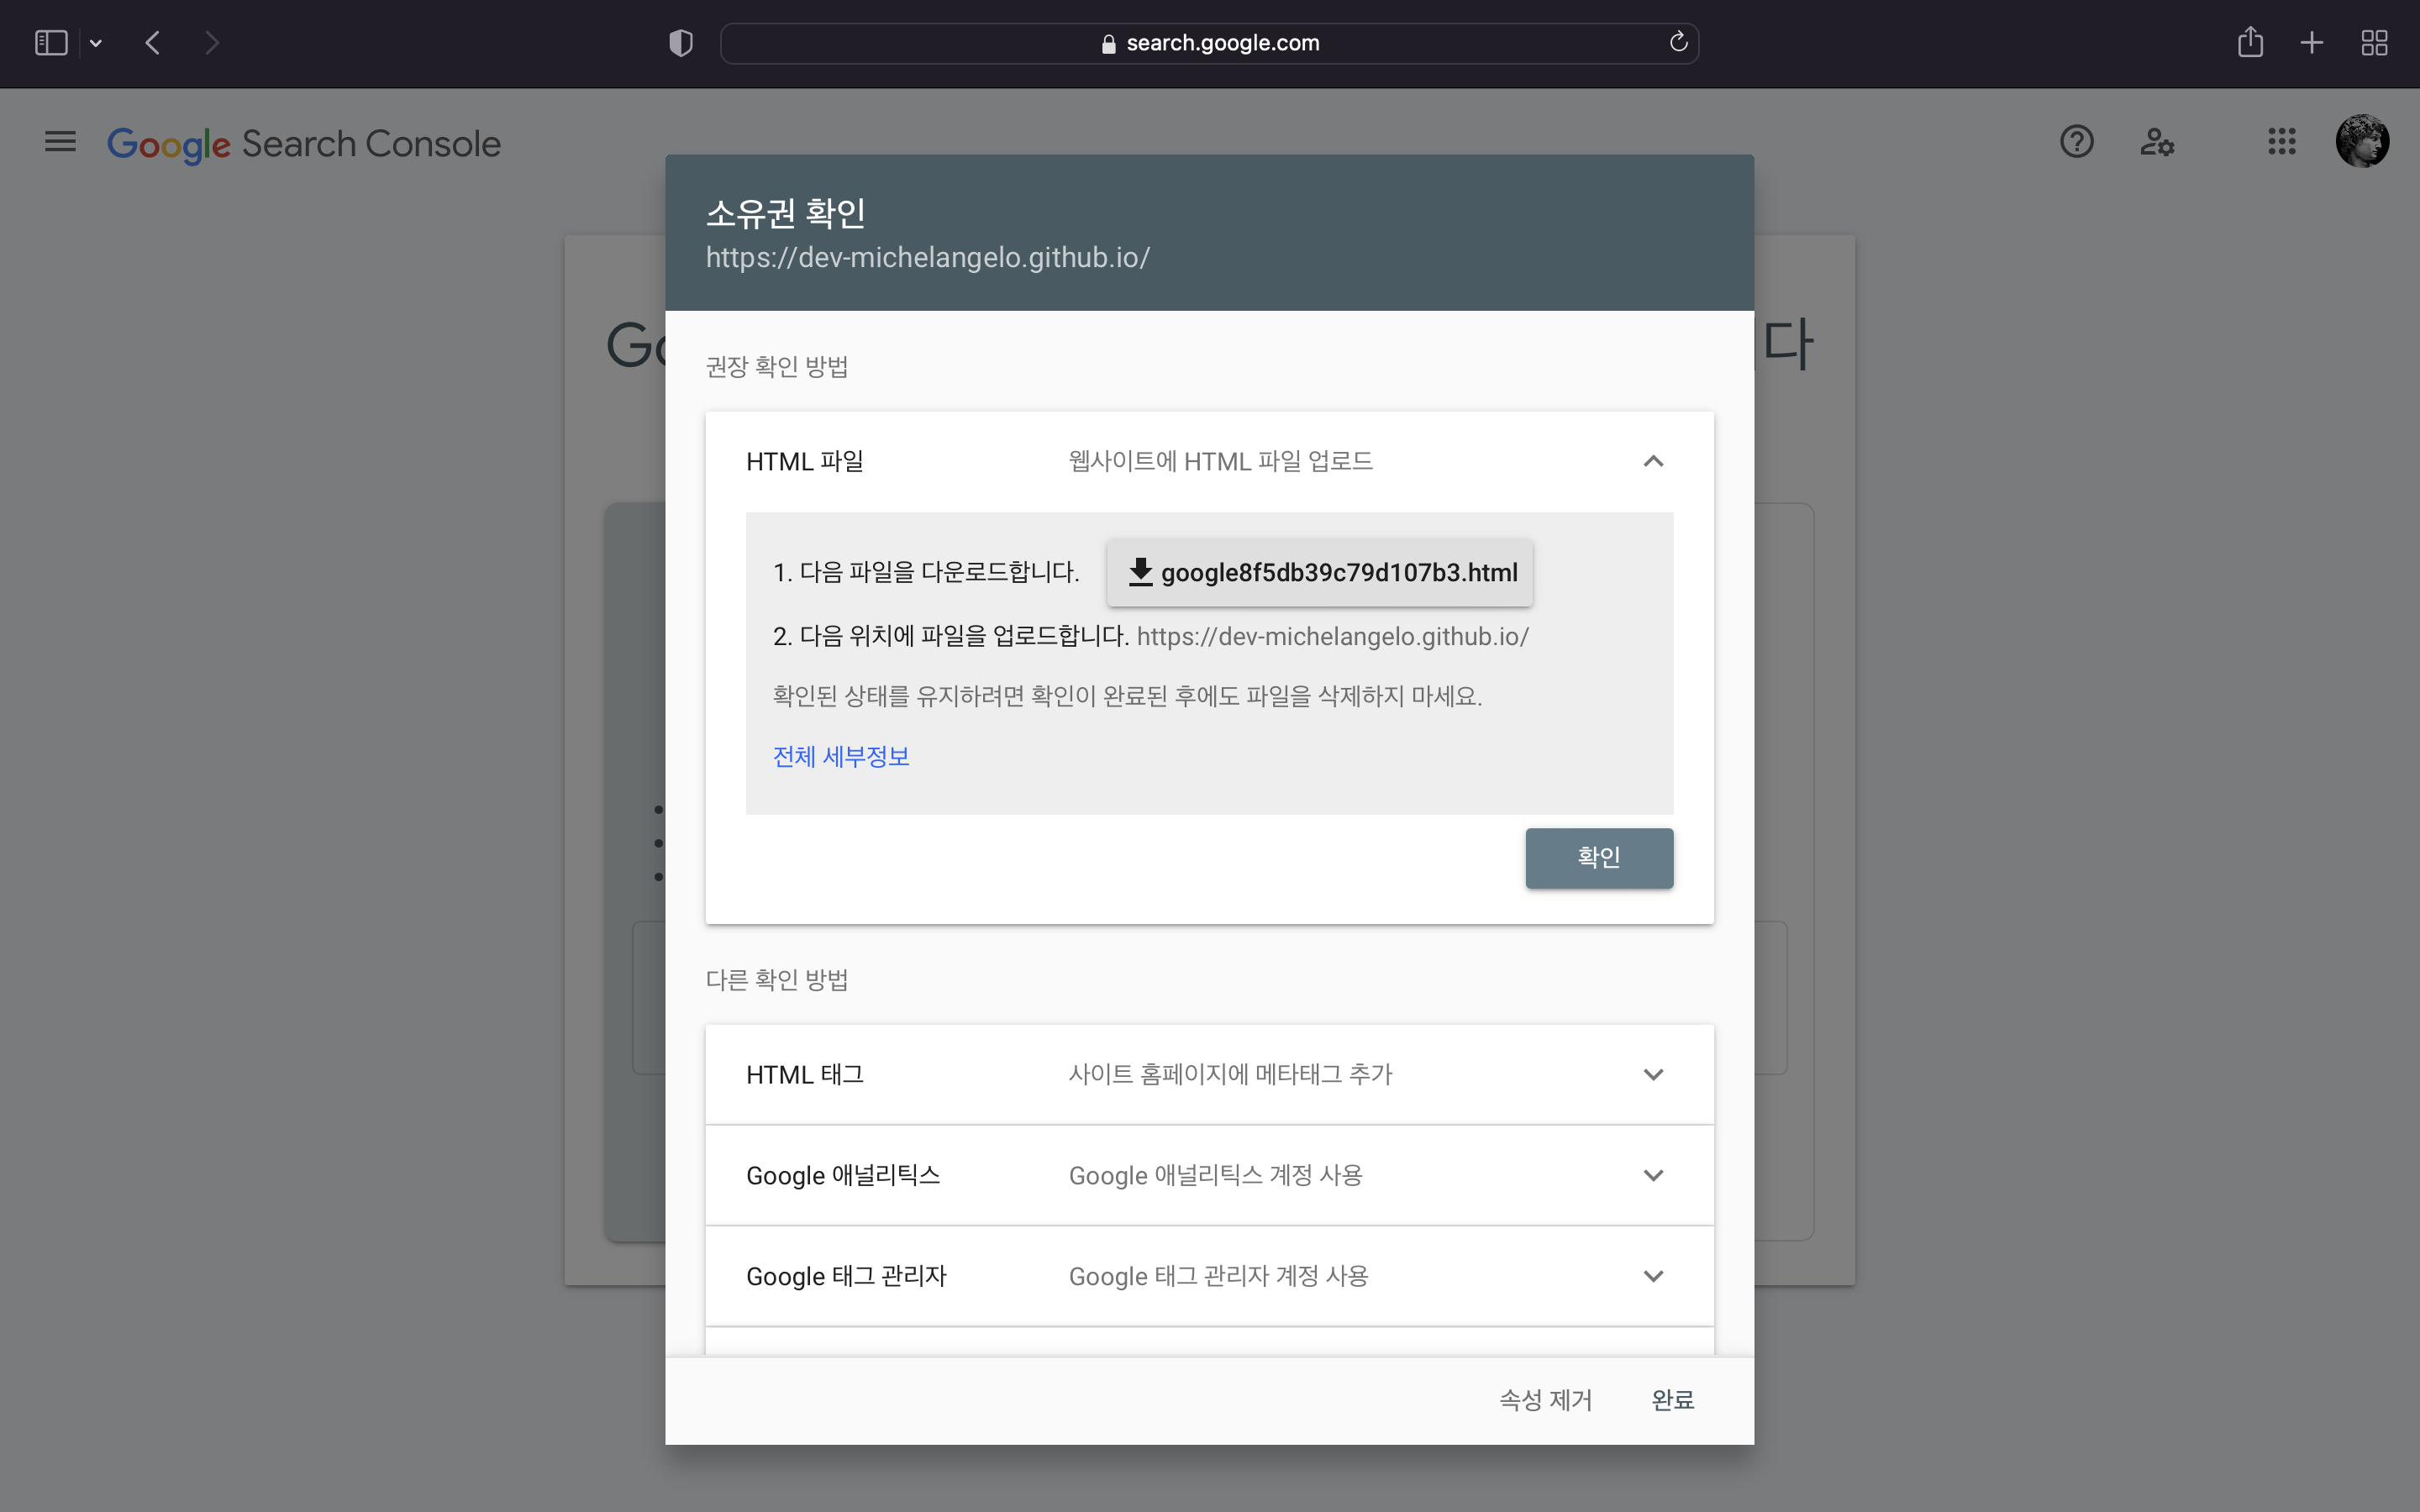 search.google.com
Google Search Console
소유권 확인
https://dev-michelangelo.github.io/
Go
다
권장 확인 방법
HTML 파일
웹사이트에 HTML 파일 업로드
1. 다음 파일을 다운로드합니다. google8f5db39c79d107b3.html
2. 다음 위치에 파일을 업로드합니다. https://dev-michelangelo.github.io/
확인된 상태를 유지하려면 확인이 완료된 후에도 파일을 삭제하지 마세요.
전체 세부정보
확인
다른 확인 방법
HTML 태그
사이트 홈페이지에 메타태그 추가
Google 애널리틱스
Google 애널리틱스 계정 사용
Google 태그 관리자
Google 태그 관리자 계정 사용
속성 제거
완료